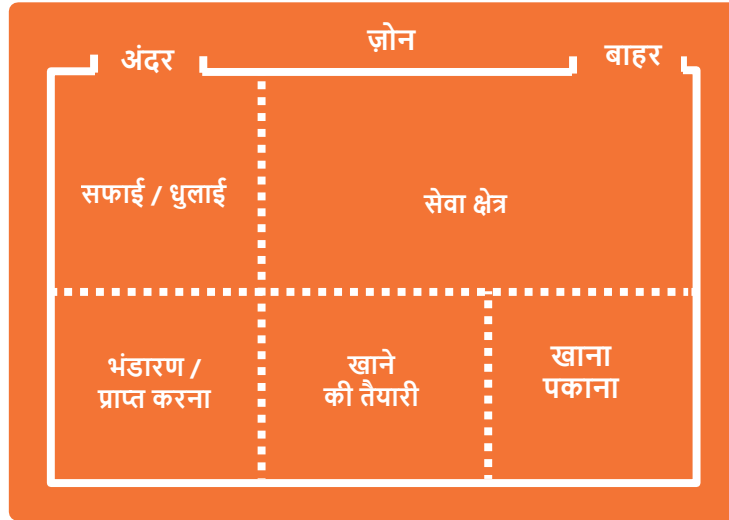 ज़ोन
अंदर
बाहर
सफाई / धुलाई
सेवा क्षेत्र
भंडारण /
प्राप्त करना
खाने
की तैयारी
खाना
पकाना